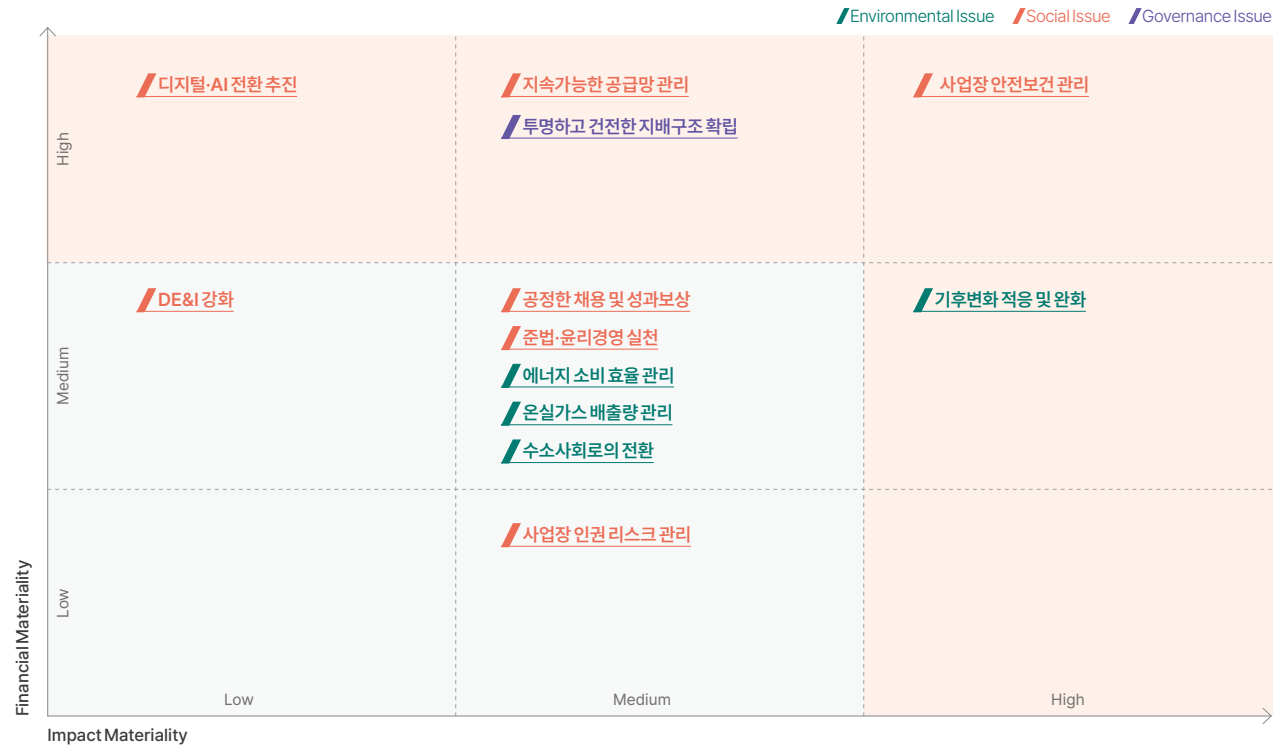 Environmental Issue
Social Issue
Governance Issue
Financial Materiality
High
디지털·AI 전환 추진
지속가능한 공급망 관리
투명하고 건전한 지배구조 확립
사업장 안전보건 관리
Medium
DE&I 강화
공정한 채용 및 성과보상
준법·윤리경영 실천
에너지 소비 효율 관리
온실가스 배출량 관리
수소사회로의 전환
기후변화 적응 및 완화
Low
사업장 인권 리스크 관리
Low
Medium
High
Impact Materiality